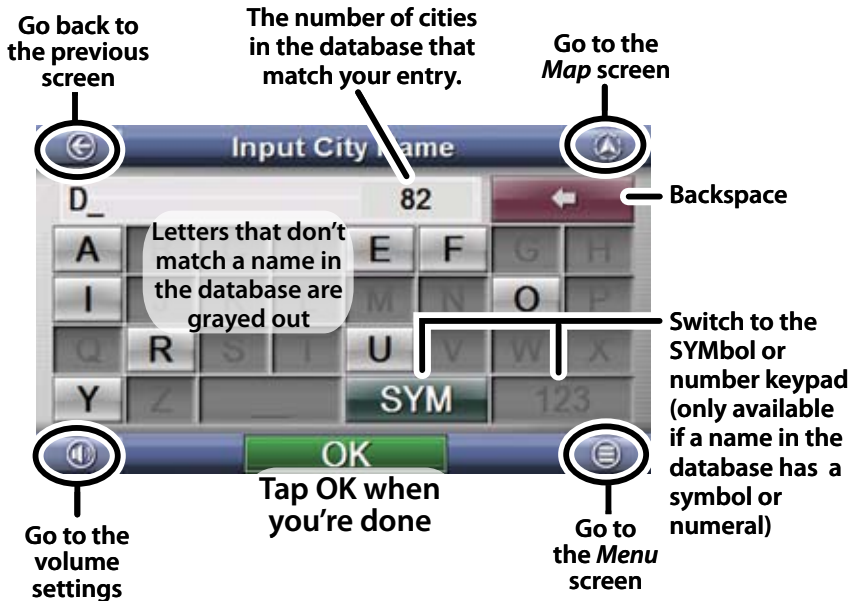 Go back to
the previous
screen
The number of cities
in the database that
match your entry.
Go to the
Map screen
Input City Name
D_
82
Backspace
Letters that don't
match a name in
the database are
grayed out
A E F G H
I M N O P
Q R S T U V W X
Y Z _ SYM 123
Switch to the
SYMbol or
number keypad
(only available
if a name in the
database has a
symbol or
numeral)
OK
Tap OK when
you're done
Go to the
volume
settings
Go to
the Menu
screen